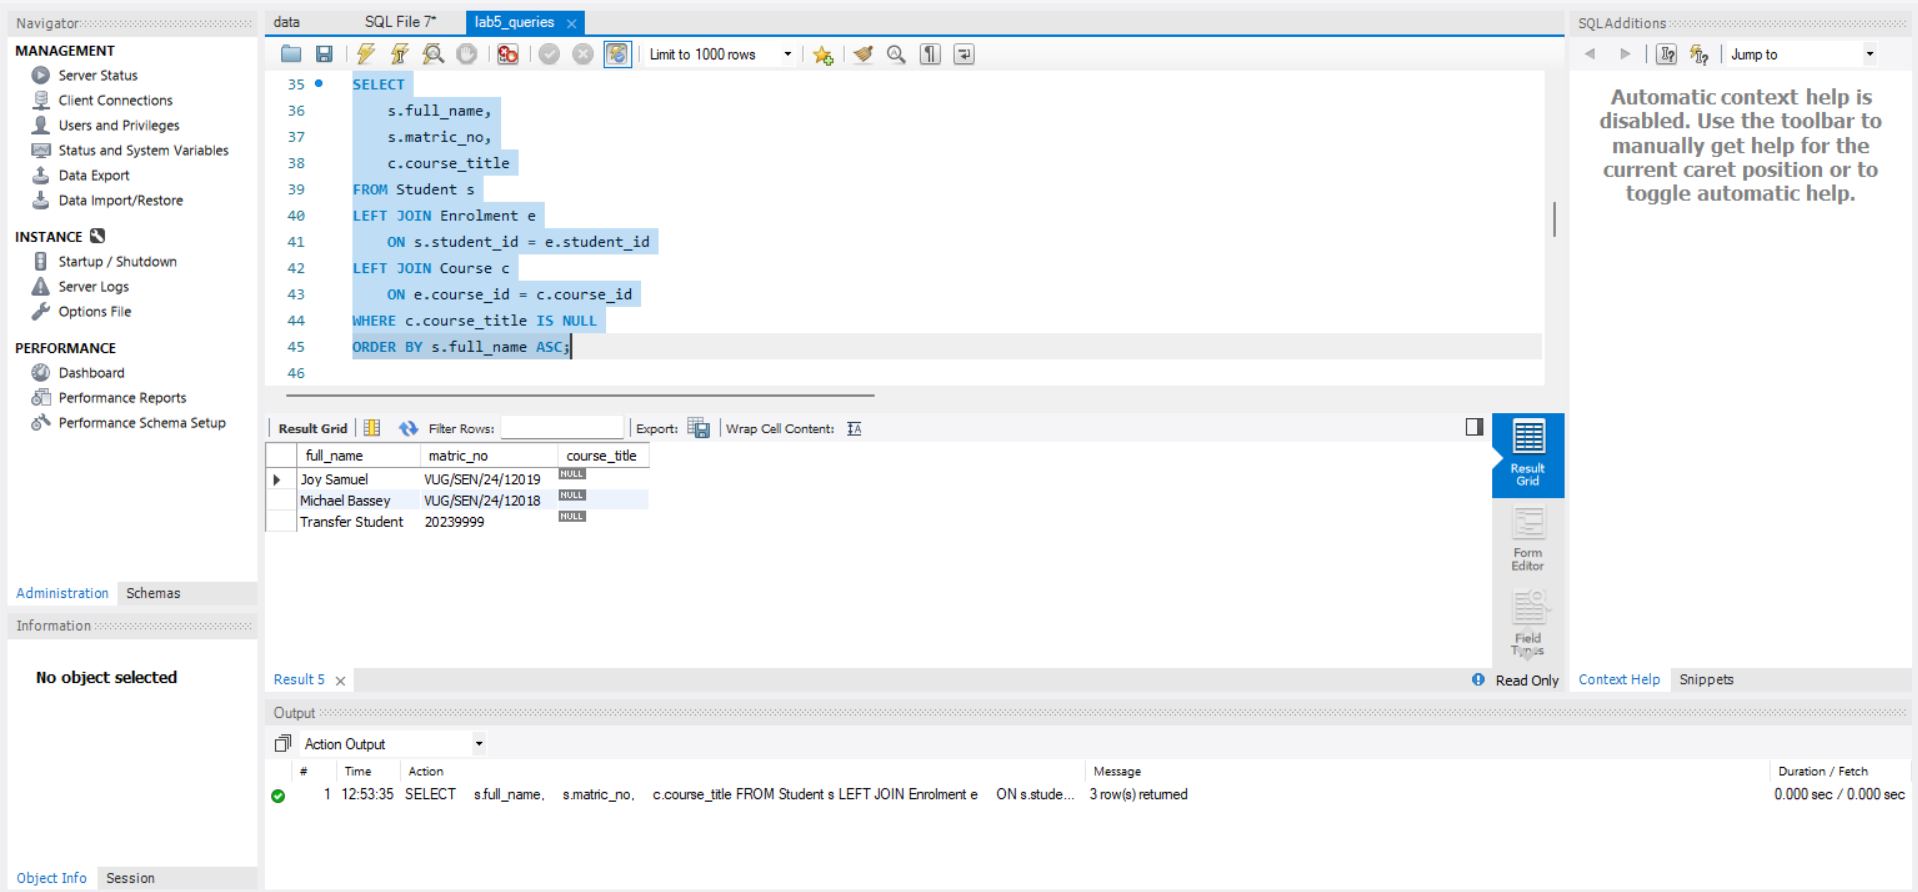 Navigator
MANAGEMENT
Server Status
Client Connections
Users and Privileges
Status and System Variables
Data Export
Data Import/Restore
INSTANCE
Startup / Shutdown
Server Logs
Options File
PERFORMANCE
Dashboard
Performance Reports
Performance Schema Setup
Administration Schemas
Information
No object selected
Object Info Session
data SQL File 7* lab5_queries
Limit to 1000 rows
35 SELECT
36 s.full_name,
37 s.matric_no,
38 c.course_title
39 FROM Student s
40 LEFT JOIN Enrolment e
41 ON s.student_id = e.student_id
42 LEFT JOIN Course c
43 ON e.course_id = c.course_id
44 WHERE c.course_title IS NULL
45 ORDER BY s.full_name ASC;
46
Result Grid Filter Rows: Export: Wrap Cell Content:
full_name matric_no course_title
Joy Samuel VUG/SEN/24/12019 NULL
Michael Bassey VUG/SEN/24/12018 NULL
Transfer Student 20239999 NULL
Result
Grid
Form
Editor
Field
Types
Result 5 Read Only
Output
Action Output
# Time Action Message Duration / Fetch
1 12:53:35 SELECT s.full_name, s.matric_no, c.course_title FROM Student s LEFT JOIN Enrolment e ON s.stude... 3 row(s) returned 0.000 sec / 0.000 sec
SQLAdditions
Jump to
Automatic context help is
disabled. Use the toolbar to
manually get help for the
current caret position or to
toggle automatic help.
Context Help Snippets